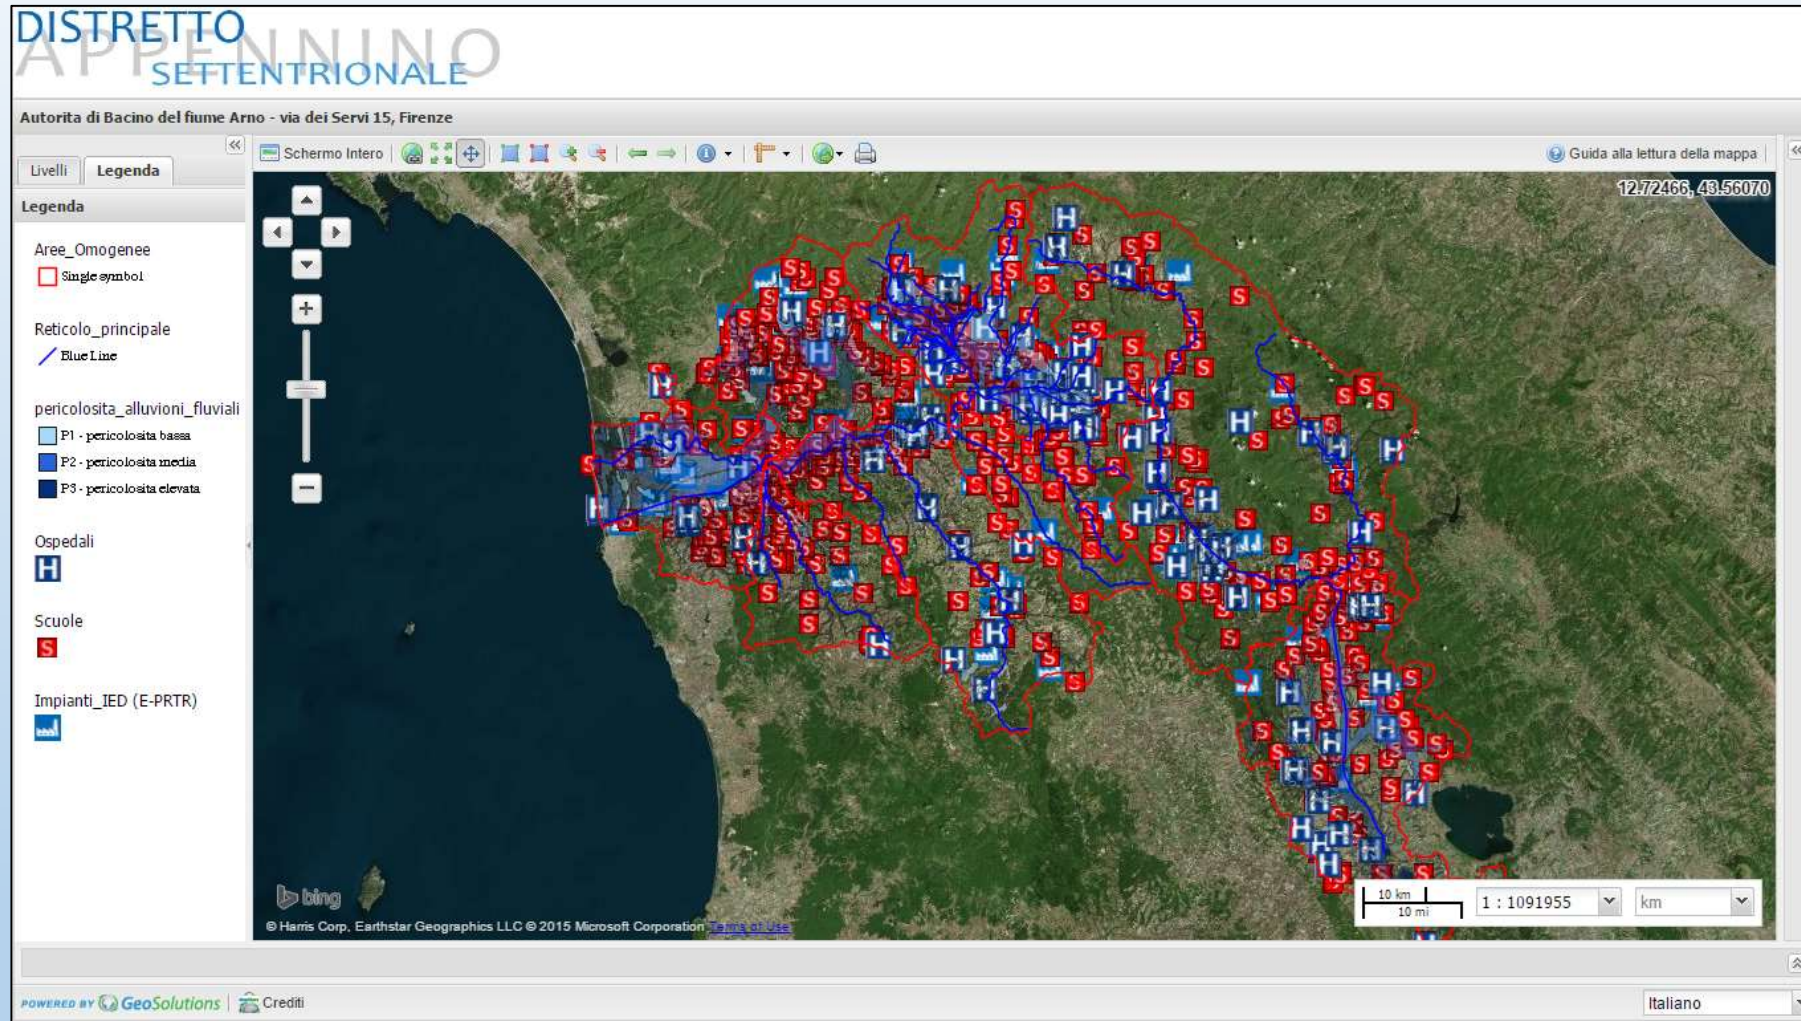 DISTRETTO
APPENNINO
SETTENTRIONALE
Autorita di Bacino del fiume Arno - via dei Servi 15, Firenze
Livelli
Legenda
Schermo Intero
Guida alla lettura della mappa
Legenda
12.72466, 43.56070
Aree_Omogenee
Single symbol
Reticolo_principale
Blue Line
pericolosita_alluvioni_fluviali
P1 - pericolosita bassa
P2 - pericolosita media
P3 - pericolosita elevata
Ospedali
H
Scuole
S
Impianti_IED (E-PRTR)
bing
© Harris Corp, Earthstar Geographics LLC © 2015 Microsoft Corporation Terms of Use
10 km
10 mi
1 : 1091955
km
POWERED BY GeoSolutions
Crediti
Italiano